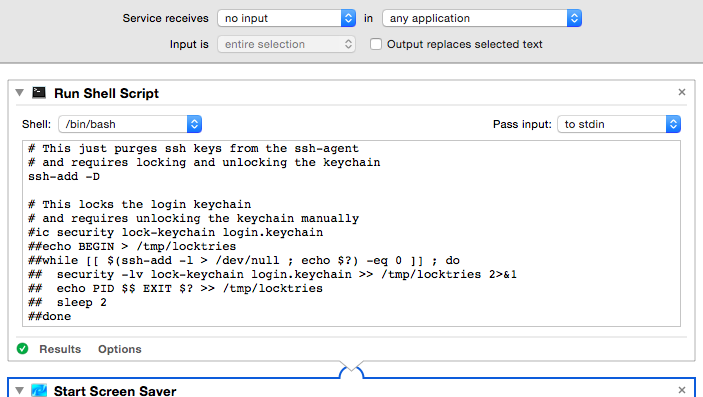 Service receives no input in any application
Input is entire selection Output replaces selected text
Run Shell Script
Shell: /bin/bash Pass input: to stdin
# This just purges ssh keys from the ssh-agent
# and requires locking and unlocking the keychain
ssh-add -D
# This locks the login keychain
# and requires unlocking the keychain manually
#ic security lock-keychain login.keychain
##echo BEGIN > /tmp/locktries
##while [[ $(ssh-add -l > /dev/null ; echo $?) -eq 0 ]] ; do
## security -lv lock-keychain login.keychain >> /tmp/locktries 2>&1
## echo PID $$ EXIT $? >> /tmp/locktries
## sleep 2
##done
Results Options
Start Screen Saver